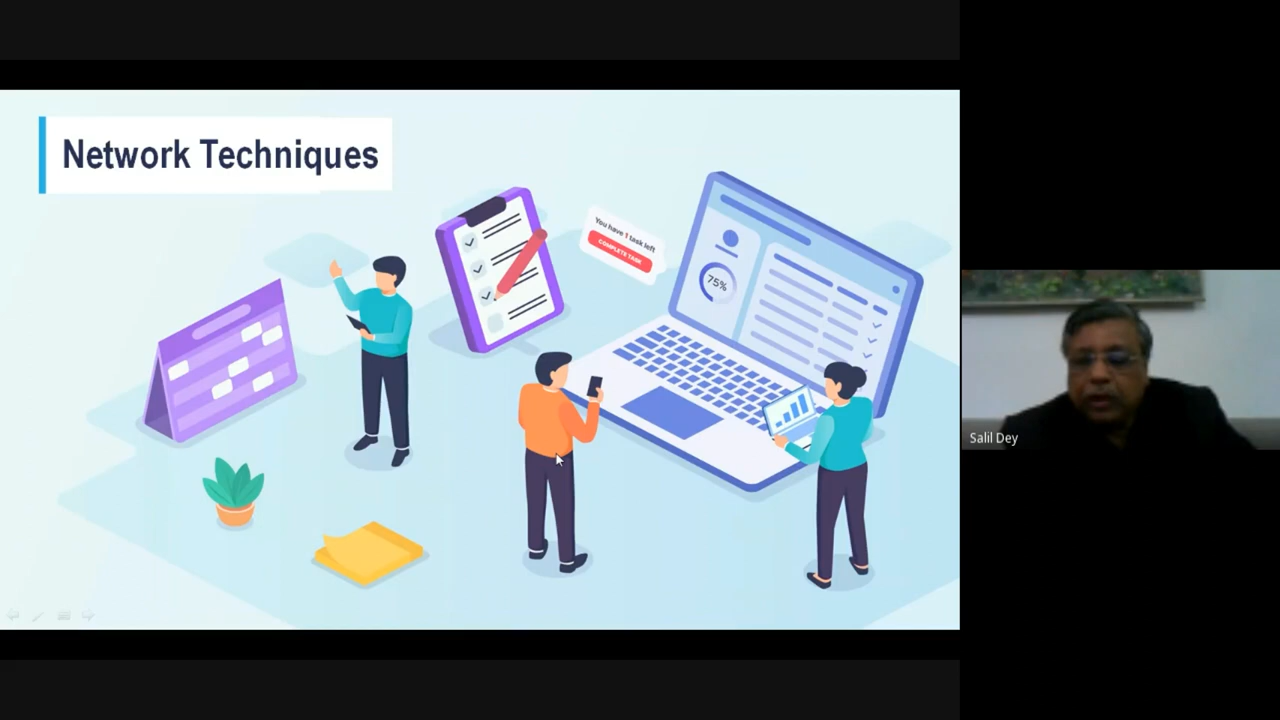 Network Techniques
You have 1 task left
COMPLETE TASK
75%
Salil Dey